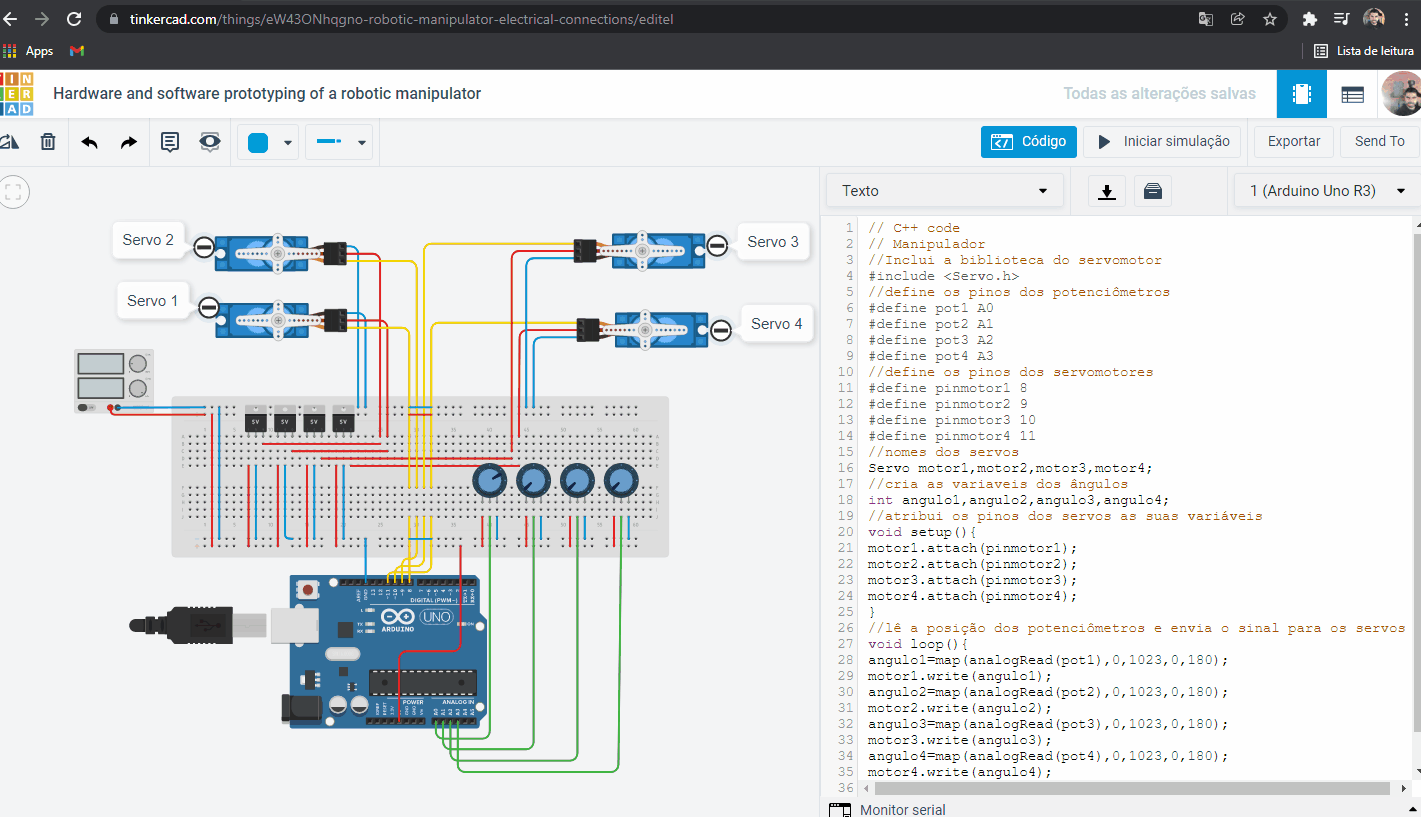 tinkercad.com/things/eW43ONhqgno-robotic-manipulator-electrical-connections/editel
Apps
Lista de leitura
Hardware and software prototyping of a robotic manipulator
Todas as alterações salvas
Código
Iniciar simulação
Exportar
Send To
Texto
1 (Arduino Uno R3)
Servo 2
Servo 3
Servo 1
Servo 4
5V
5V
5V
5V
DIGITAL (PWM~)
UNO
ARDUINO
TX
RX
ON
POWER
ANALOG IN
1 // C++ code
2 // Manipulador
3 //Inclui a biblioteca do servomotor
4 #include <Servo.h>
5 //define os pinos dos potenciômetros
6 #define pot1 A0
7 #define pot2 A1
8 #define pot3 A2
9 #define pot4 A3
10 //define os pinos dos servomotores
11 #define pinmotor1 8
12 #define pinmotor2 9
13 #define pinmotor3 10
14 #define pinmotor4 11
15 //nomes dos servos
16 Servo motor1,motor2,motor3,motor4;
17 //cria as variaveis dos ângulos
18 int angulo1,angulo2,angulo3,angulo4;
19 //atribui os pinos dos servos as suas variáveis
20 void setup(){
21 motor1.attach(pinmotor1);
22 motor2.attach(pinmotor2);
23 motor3.attach(pinmotor3);
24 motor4.attach(pinmotor4);
25 }
26 //lê a posição dos potenciômetros e envia o sinal para os servos
27 void loop(){
28 angulo1=map(analogRead(pot1),0,1023,0,180);
29 motor1.write(angulo1);
30 angulo2=map(analogRead(pot2),0,1023,0,180);
31 motor2.write(angulo2);
32 angulo3=map(analogRead(pot3),0,1023,0,180);
33 motor3.write(angulo3);
34 angulo4=map(analogRead(pot4),0,1023,0,180);
35 motor4.write(angulo4);
36
Monitor serial